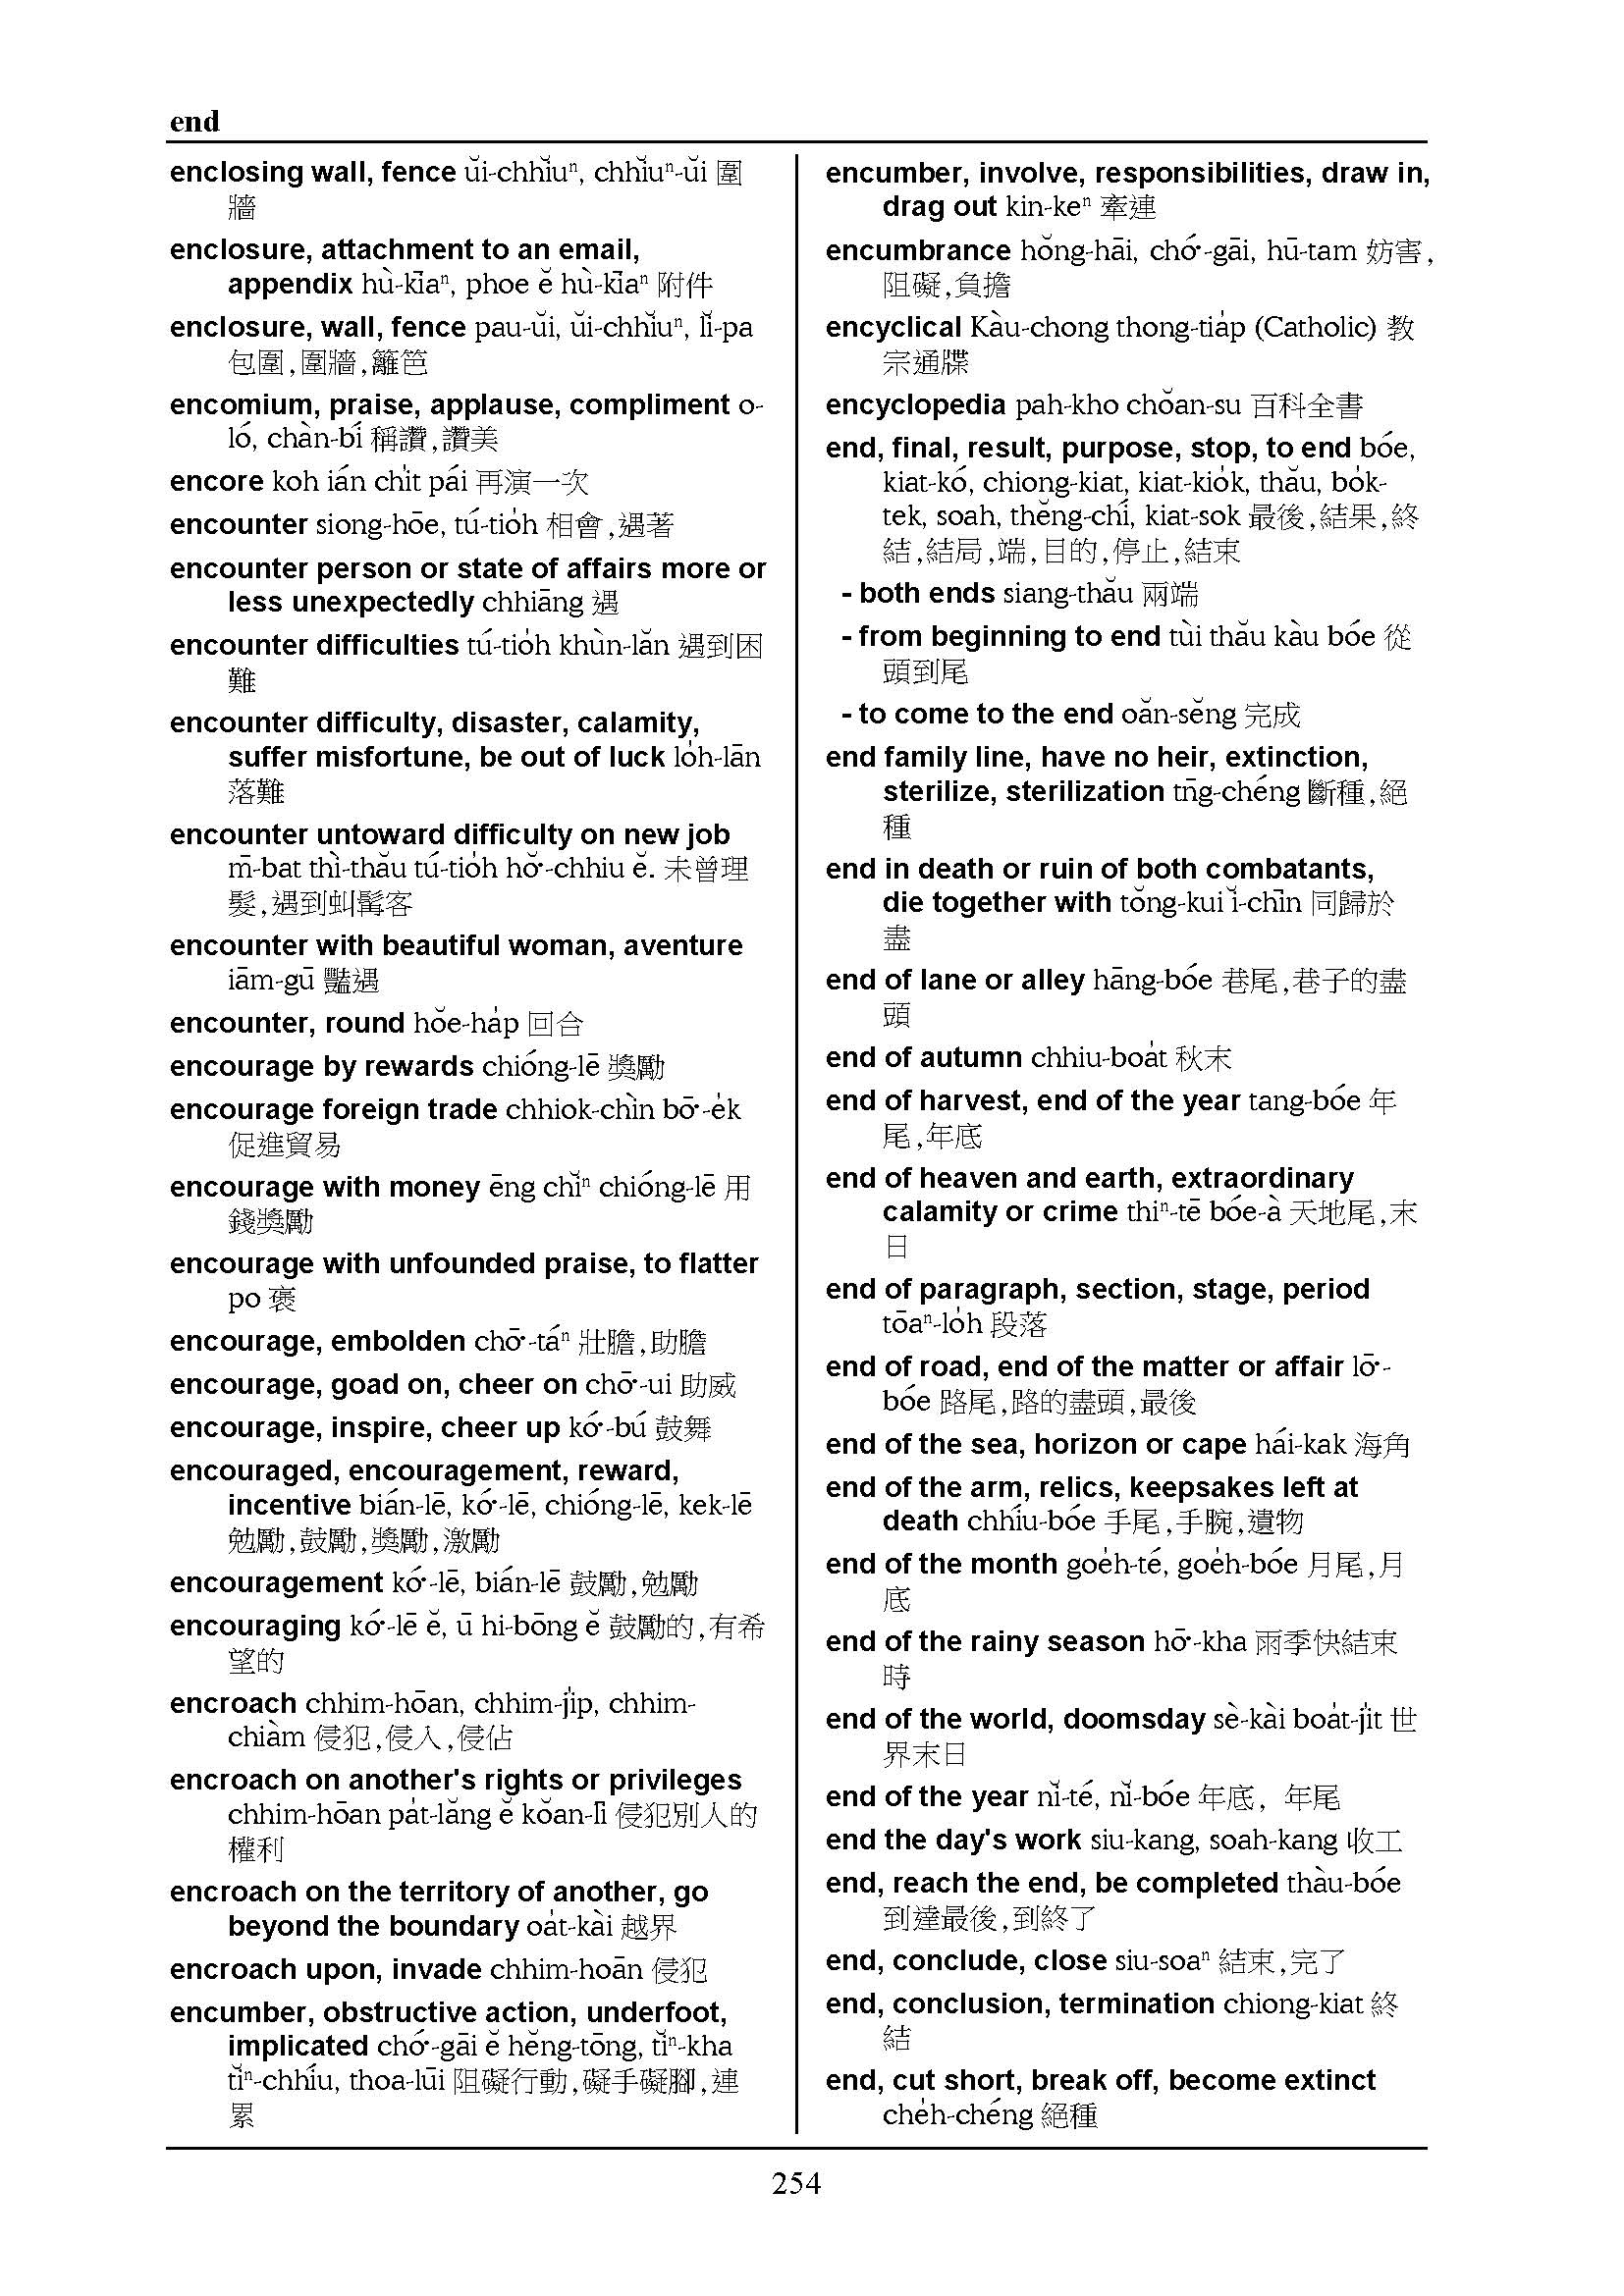 end
enclosing wall, fence ŭi-chhĭuⁿ, chhĭuⁿ-ŭi 圍
牆
enclosure, attachment to an email,
appendix hù-kīaⁿ, phoe ĕ hù-kīaⁿ 附件
enclosure, wall, fence pau-ŭi, ŭi-chhĭuⁿ, lĭ-pa
包圍,圍牆,籬笆
encomium, praise, applause, compliment o-
ló, chàn-bí 稱讚,讚美
encore koh ián chi̍t pái 再演一次
encounter siong-hōe, tú-tio̍h 相會,遇著
encounter person or state of affairs more or
less unexpectedly chhiāng 遇
encounter difficulties tú-tio̍h khùn-lăn 遇到困
難
encounter difficulty, disaster, calamity,
suffer misfortune, be out of luck lo̍h-lān
落難
encounter untoward difficulty on new job
m̄-bat thì-thău tú-tio̍h hŏ͘-chhiu ĕ. 未曾理
髮,遇到虯髯客
encounter with beautiful woman, aventure
iām-gū 豔遇
encounter, round hŏe-ha̍p 回合
encourage by rewards chióng-lē 獎勵
encourage foreign trade chhiok-chìn bō͘-e̍k
促進貿易
encourage with money ēng chĭⁿ chióng-lē 用
錢獎勵
encourage with unfounded praise, to flatter
po 褒
encourage, embolden chō͘-táⁿ 壯膽,助膽
encourage, goad on, cheer on chō͘-ui 助威
encourage, inspire, cheer up kó͘-bú 鼓舞
encouraged, encouragement, reward,
incentive bián-lē, kó͘-lē, chióng-lē, kek-lē
勉勵,鼓勵,獎勵,激勵
encouragement kó͘-lē, bián-lē 鼓勵,勉勵
encouraging kó͘-lē ĕ, ū hi-bōng ĕ 鼓勵的,有希
望的
encroach chhim-hōan, chhim-ji̍p, chhim-
chiàm 侵犯,侵入,侵佔
encroach on another's rights or privileges
chhim-hōan pa̍t-lăng ĕ kŏan-lī 侵犯別人的
權利
encroach on the territory of another, go
beyond the boundary oa̍t-kài 越界
encroach upon, invade chhim-hoān 侵犯
encumber, obstructive action, underfoot,
implicated chó͘-gāi ĕ hĕng-tōng, tĭⁿ-kha
tĭⁿ-chhíu, thoa-lūi 阻礙行動,礙手礙腳,連
累
encumber, involve, responsibilities, draw in,
drag out kin-keⁿ 牽連
encumbrance hŏng-hāi, chó͘-gāi, hū-tam 妨害,
阻礙,負擔
encyclical Kàu-chong thong-tia̍p (Catholic) 教
宗通牒
encyclopedia pah-kho chŏan-su 百科全書
end, final, result, purpose, stop, to end bóe,
kiat-kó, chiong-kiat, kiat-kio̍k, thău, bo̍k-
tek, soah, thĕng-chí, kiat-sok 最後,結果,終
結,結局,端,目的,停止,結束
- both ends siang-thău 兩端
- from beginning to end tùi thău kàu bóe 從
頭到尾
- to come to the end oăn-sĕng 完成
end family line, have no heir, extinction,
sterilize, sterilization tn̄g-chéng 斷種,絕
種
end in death or ruin of both combatants,
die together with tŏng-kui ĭ-chīn 同歸於
盡
end of lane or alley hāng-bóe 巷尾,巷子的盡
頭
end of autumn chhiu-boa̍t 秋末
end of harvest, end of the year tang-bóe 年
尾,年底
end of heaven and earth, extraordinary
calamity or crime thiⁿ-tē bóe-à 天地尾,末
日
end of paragraph, section, stage, period
tōaⁿ-lo̍h 段落
end of road, end of the matter or affair lō͘-
bóe 路尾,路的盡頭,最後
end of the sea, horizon or cape hái-kak 海角
end of the arm, relics, keepsakes left at
death chhíu-bóe 手尾,手腕,遺物
end of the month goe̍h-té, goe̍h-bóe 月尾,月
底
end of the rainy season hō͘-kha 雨季快結束
時
end of the world, doomsday sè-kài boa̍t-ji̍t 世
界末日
end of the year nĭ-té, nĭ-bóe 年底，年尾
end the day's work siu-kang, soah-kang 收工
end, reach the end, be completed thàu-bóe
到達最後,到終了
end, conclude, close siu-soaⁿ 結束,完了
end, conclusion, termination chiong-kiat 終
結
end, cut short, break off, become extinct
che̍h-chéng 絕種
254